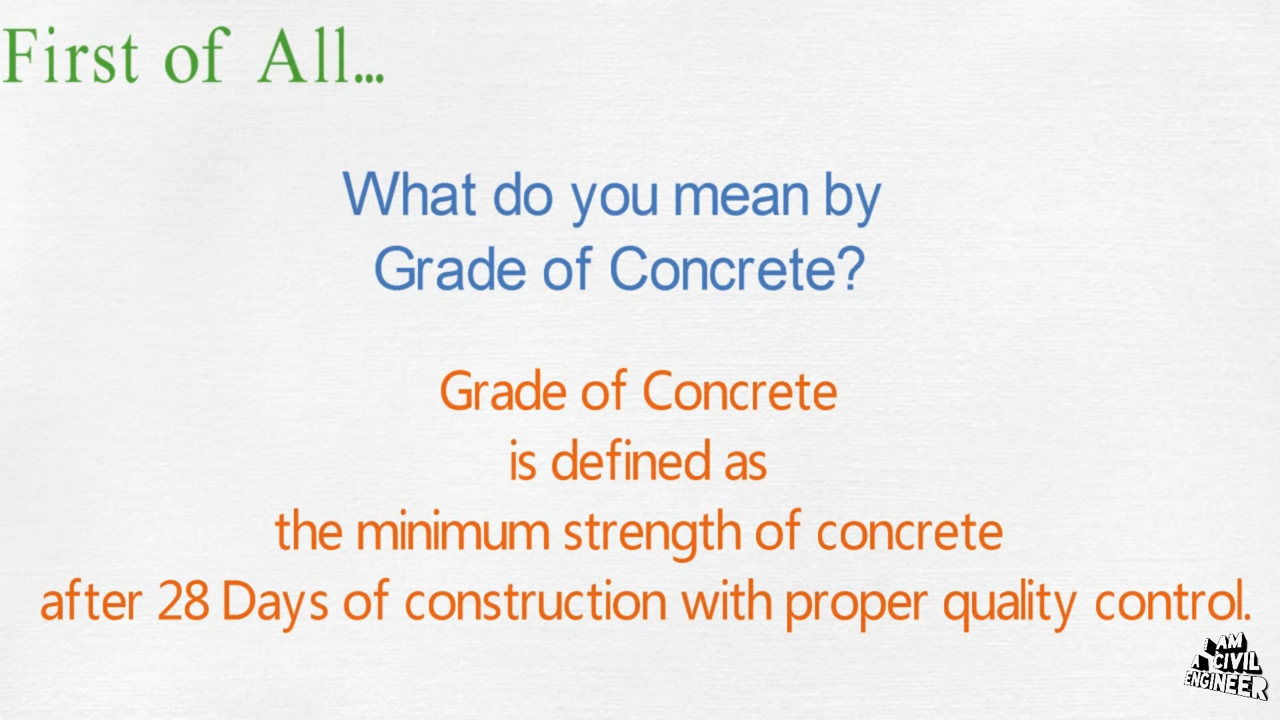 First of All...
What do you mean by
Grade of Concrete?
Grade of Concrete
is defined as
the minimum strength of concrete
after 28 Days of construction with proper quality control.
I AM
A CIVIL
ENGINEER